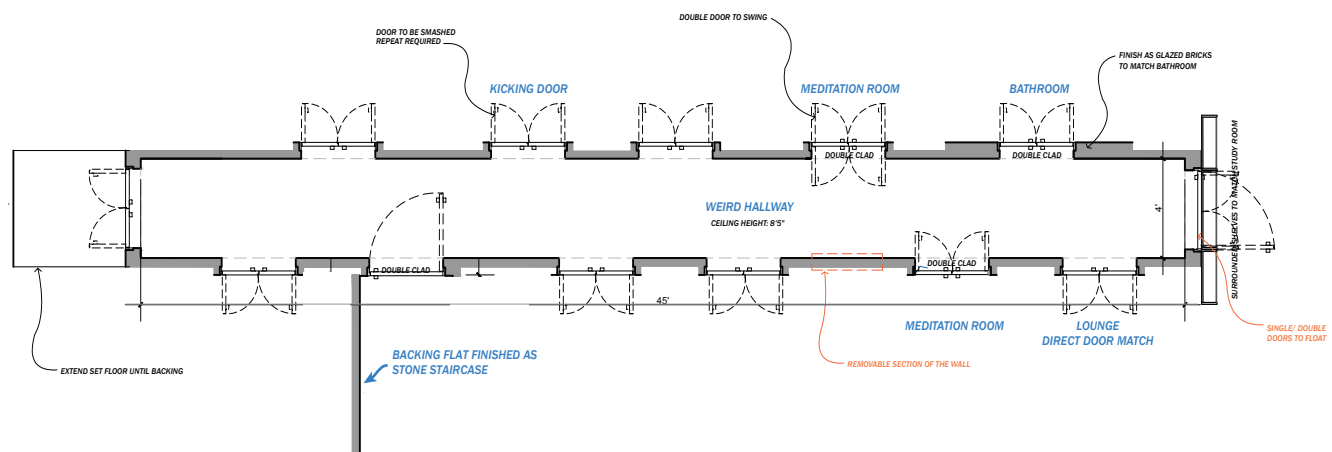 DOUBLE DOOR TO SWING
DOOR TO BE SMASHED
REPEAT REQUIRED
FINISH AS GLAZED BRICKS
TO MATCH BATHROOM
KICKING DOOR
MEDITATION ROOM
BATHROOM
DOUBLE CLAD
DOUBLE CLAD
WEIRD HALLWAY
CEILING HEIGHT: 8'5"
4'
STUDY ROOM
DOUBLE CLAD
DOUBLE CLAD
45'
MEDITATION ROOM
LOUNGE
DIRECT DOOR MATCH
SINGLE/ DOUBLE
DOORS TO FLOAT
BACKING FLAT FINISHED AS
STONE STAIRCASE
REMOVABLE SECTION OF THE WALL
EXTEND SET FLOOR UNTIL BACKING